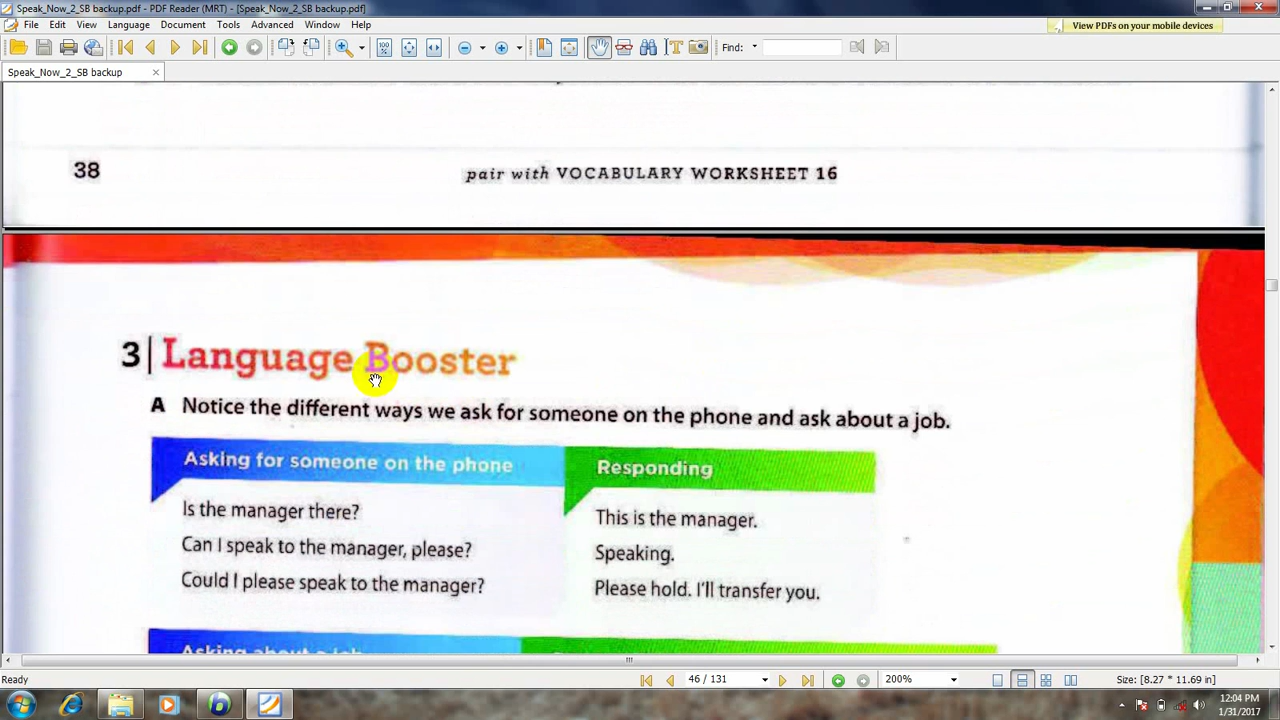 Speak_Now_2_SB backup.pdf - PDF Reader (MRT) - [Speak_Now_2_SB backup.pdf]
File Edit View Language Document Tools Advanced Window Help
View PDFs on your mobile devices
Find:
Speak_Now_2_SB backup
38
pair with VOCABULARY WORKSHEET 16
3 Language Booster
A Notice the different ways we ask for someone on the phone and ask about a job.
Asking for someone on the phone
Is the manager there?
Can I speak to the manager, please?
Could I please speak to the manager?
Responding
This is the manager.
Speaking.
Please hold. I'll transfer you.
Asking about a job
Ready
46 / 131
200%
Size: [8.27 * 11.69 in]
12:04 PM
1/31/2017